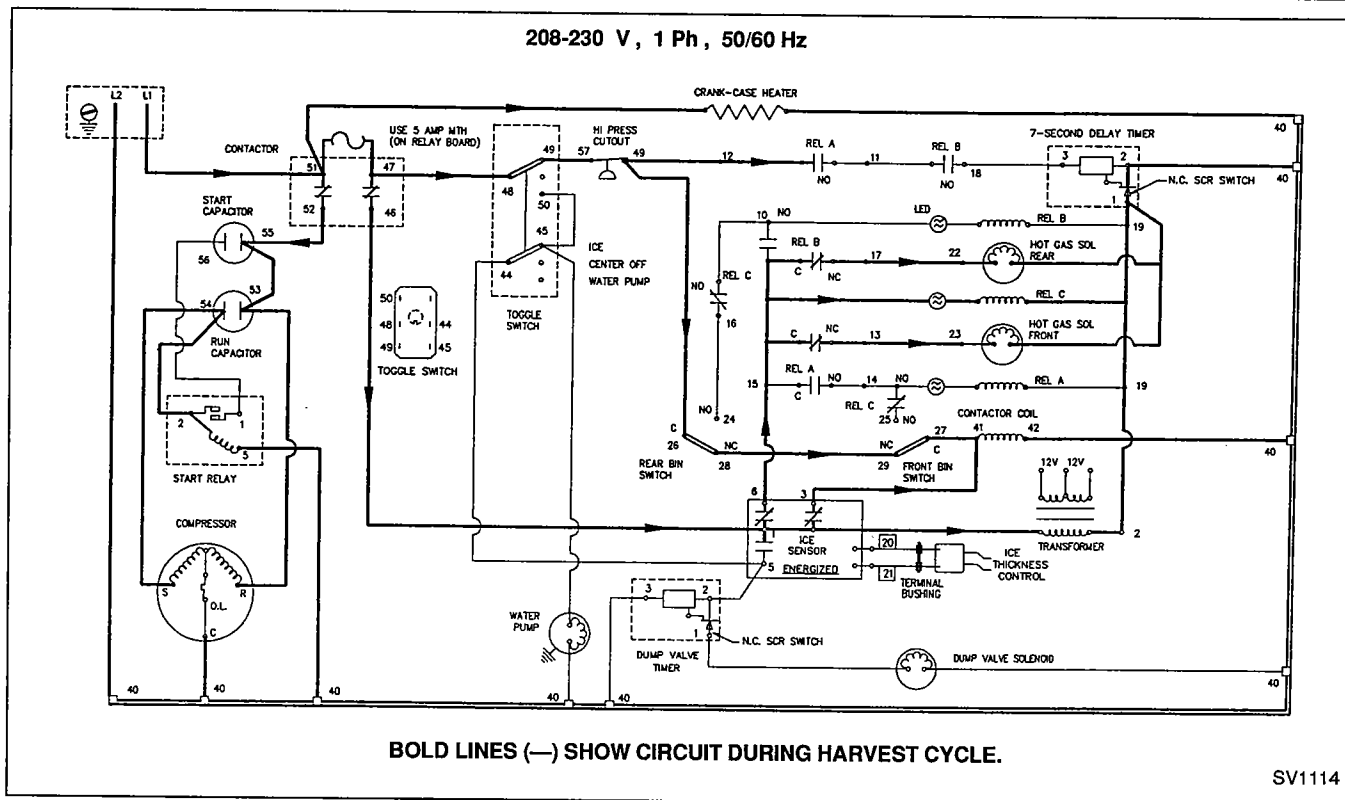 208-230 V, 1 Ph, 50/60 Hz
L2 L1
CRANK-CASE HEATER
40
USE 5 AMP MTH
(ON RELAY BOARD)
HI PRESS
CUTOUT
7-SECOND DELAY TIMER
CONTACTOR
51
47
49
57
49
12
REL A
11
REL B
3
2
40
NO
NO
18
N.C. SCR SWITCH
48
1
52
46
50
START
CAPACITOR
55
56
45
ICE
CENTER OFF
WATER PUMP
44
10
NO
LED
REL B
19
REL B
C
NC
17
22
HOT GAS SOL
REAR
REL C
NO
16
REL C
54
53
RUN
CAPACITOR
50
48
44
49
45
TOGGLE SWITCH
TOGGLE
SWITCH
C
NC
13
23
HOT GAS SOL
FRONT
REL A
15
C
NO
14
NO
REL A
19
REL C
25
NO
NO
24
2
1
5
START RELAY
C
26
NC
28
REAR BIN
SWITCH
NC
29
27
C
FRONT BIN
SWITCH
CONTACTOR COIL
41
42
40
12V 12V
6
3
1
ICE
SENSOR
ENERGIZED
5
20
21
TERMINAL
BUSHING
ICE
THICKNESS
CONTROL
TRANSFORMER
2
COMPRESSOR
S
R
O.L.
C
WATER
PUMP
3
2
1
N.C. SCR SWITCH
DUMP VALVE
TIMER
DUMP VALVE SOLENOID
40
40
40
40
40
40
BOLD LINES (—) SHOW CIRCUIT DURING HARVEST CYCLE.
SV1114